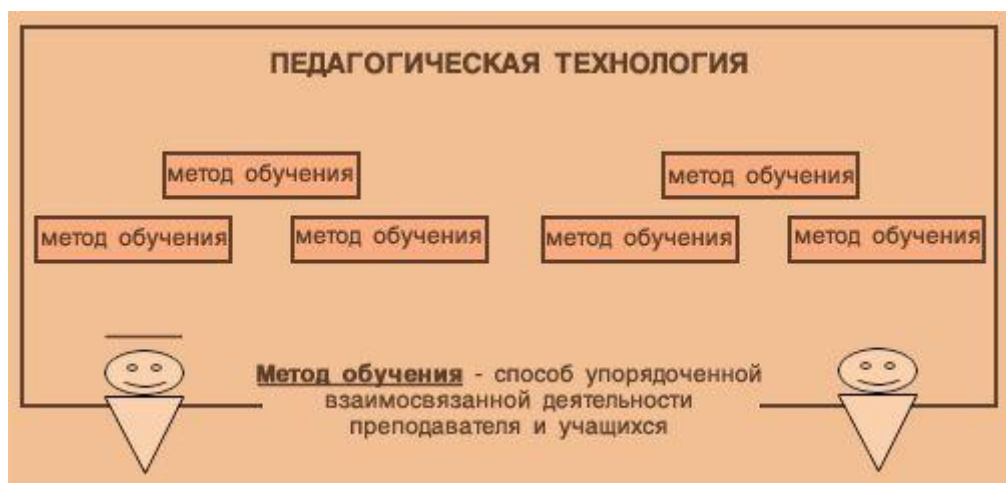 ПЕДАГОГИЧЕСКАЯ ТЕХНОЛОГИЯ
метод обучения
метод обучения
метод обучения
метод обучения
метод обучения
метод обучения
Метод обучения - способ упорядоченной
взаимосвязанной деятельности
преподавателя и учащихся